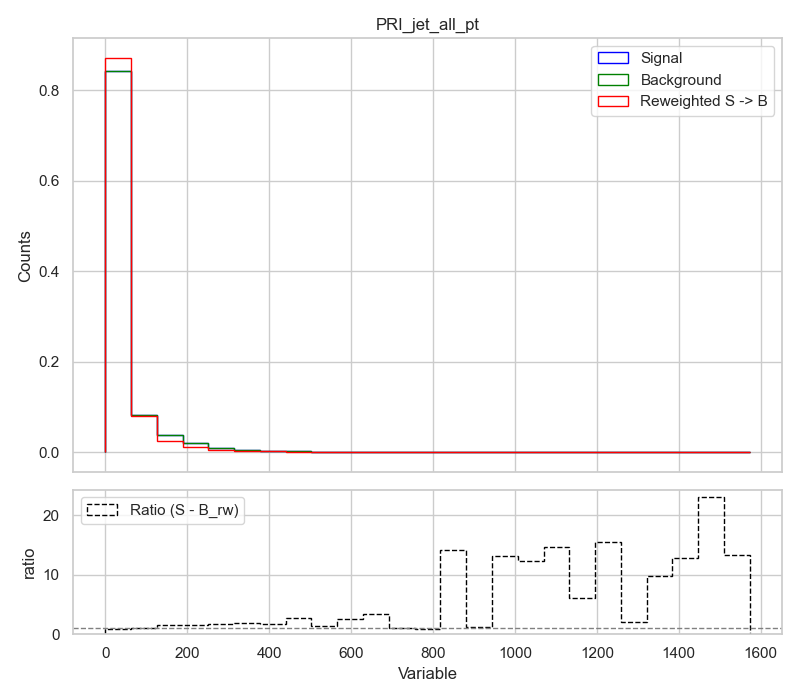 PRI_jet_all_pt
Counts
0.8
0.6
0.4
0.2
0.0
Signal
Background
Reweighted S -> B
ratio
20
10
0
Ratio (S - B_rw)
0 200 400 600 800 1000 1200 1400 1600
Variable